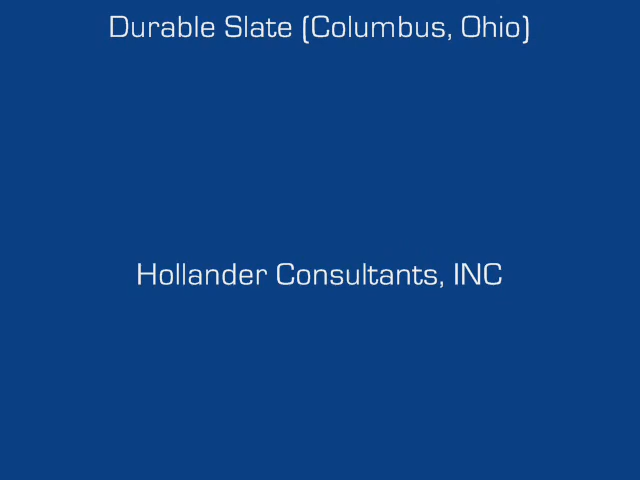 Durable Slate (Columbus, Ohio)
Hollander Consultants, INC